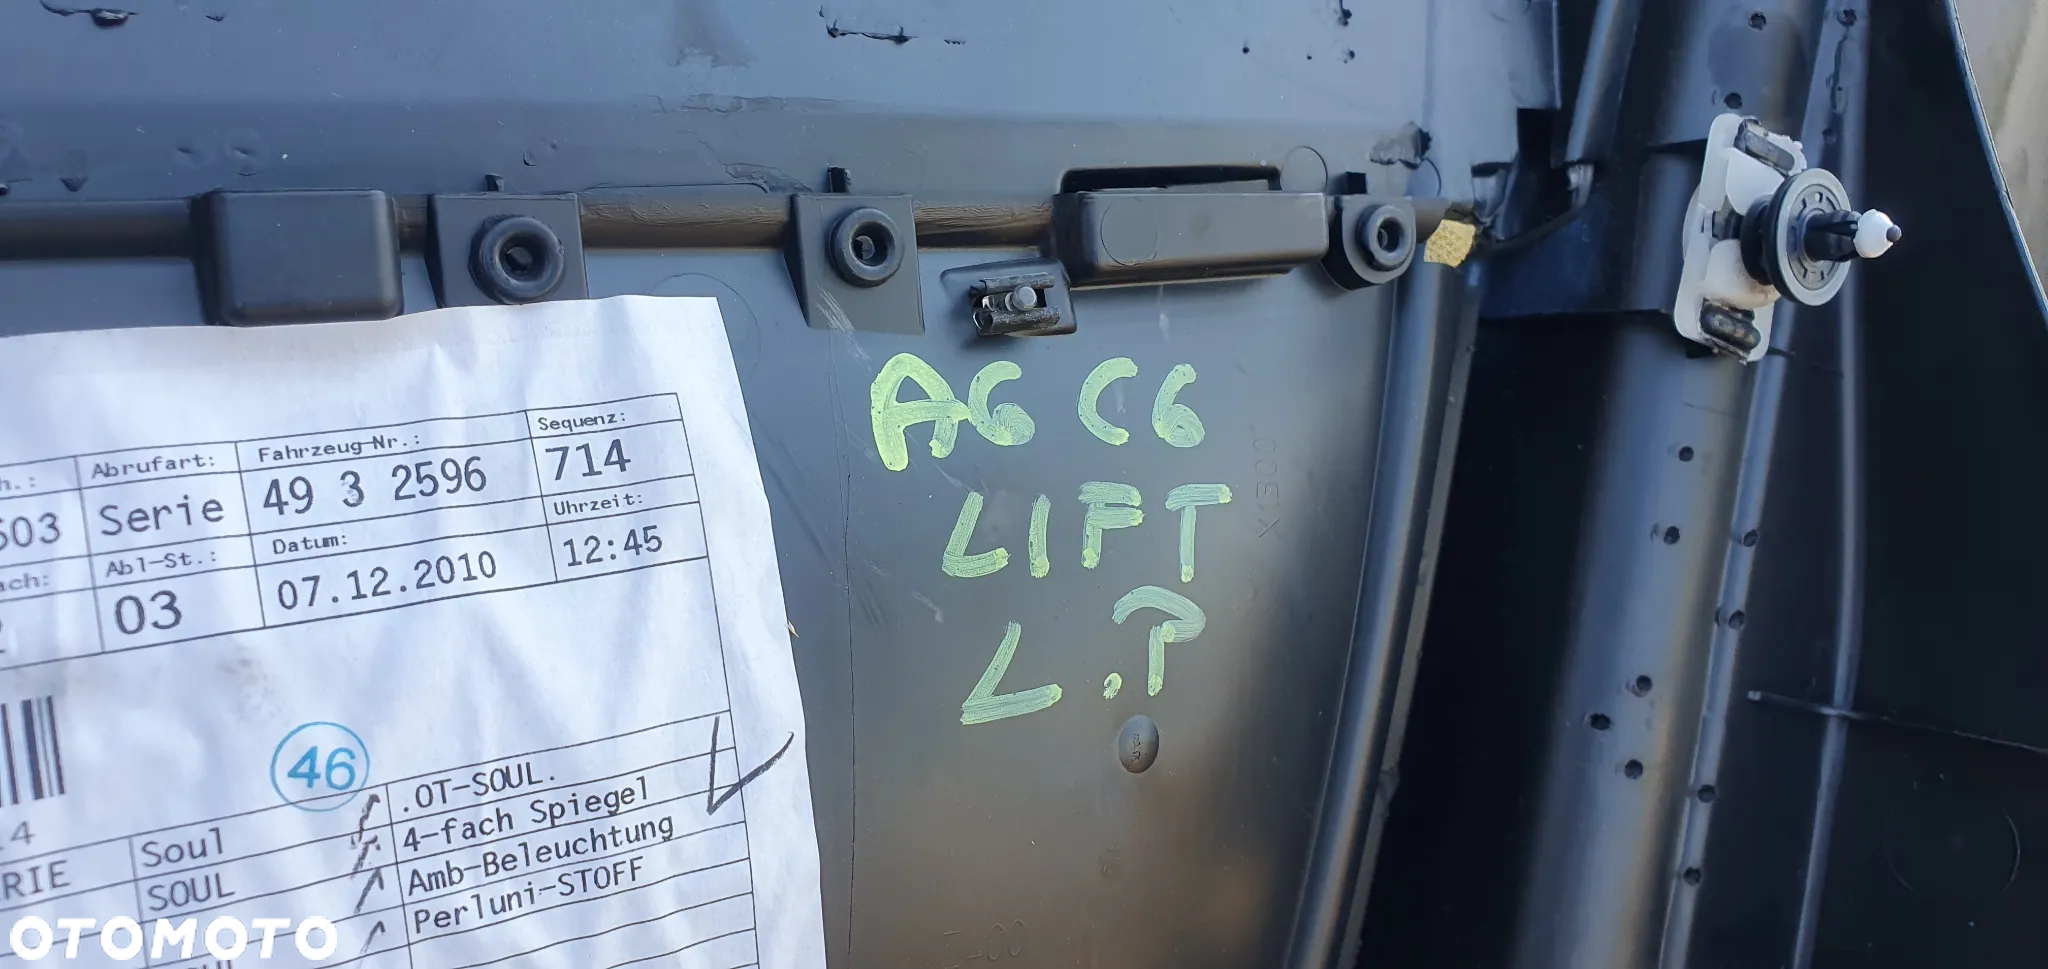 A6 C6
LIFT
L.P
Abrufart:
Fahrzeug-Nr.:
Sequenz:
Serie
49 3 2596
714
Abl-St.:
Datum:
Uhrzeit:
03
07.12.2010
12:45
46
Soul
.OT-SOUL.
SOUL
4-fach Spiegel
Amb-Beleuchtung
Perluni-STOFF
OTOMOTO